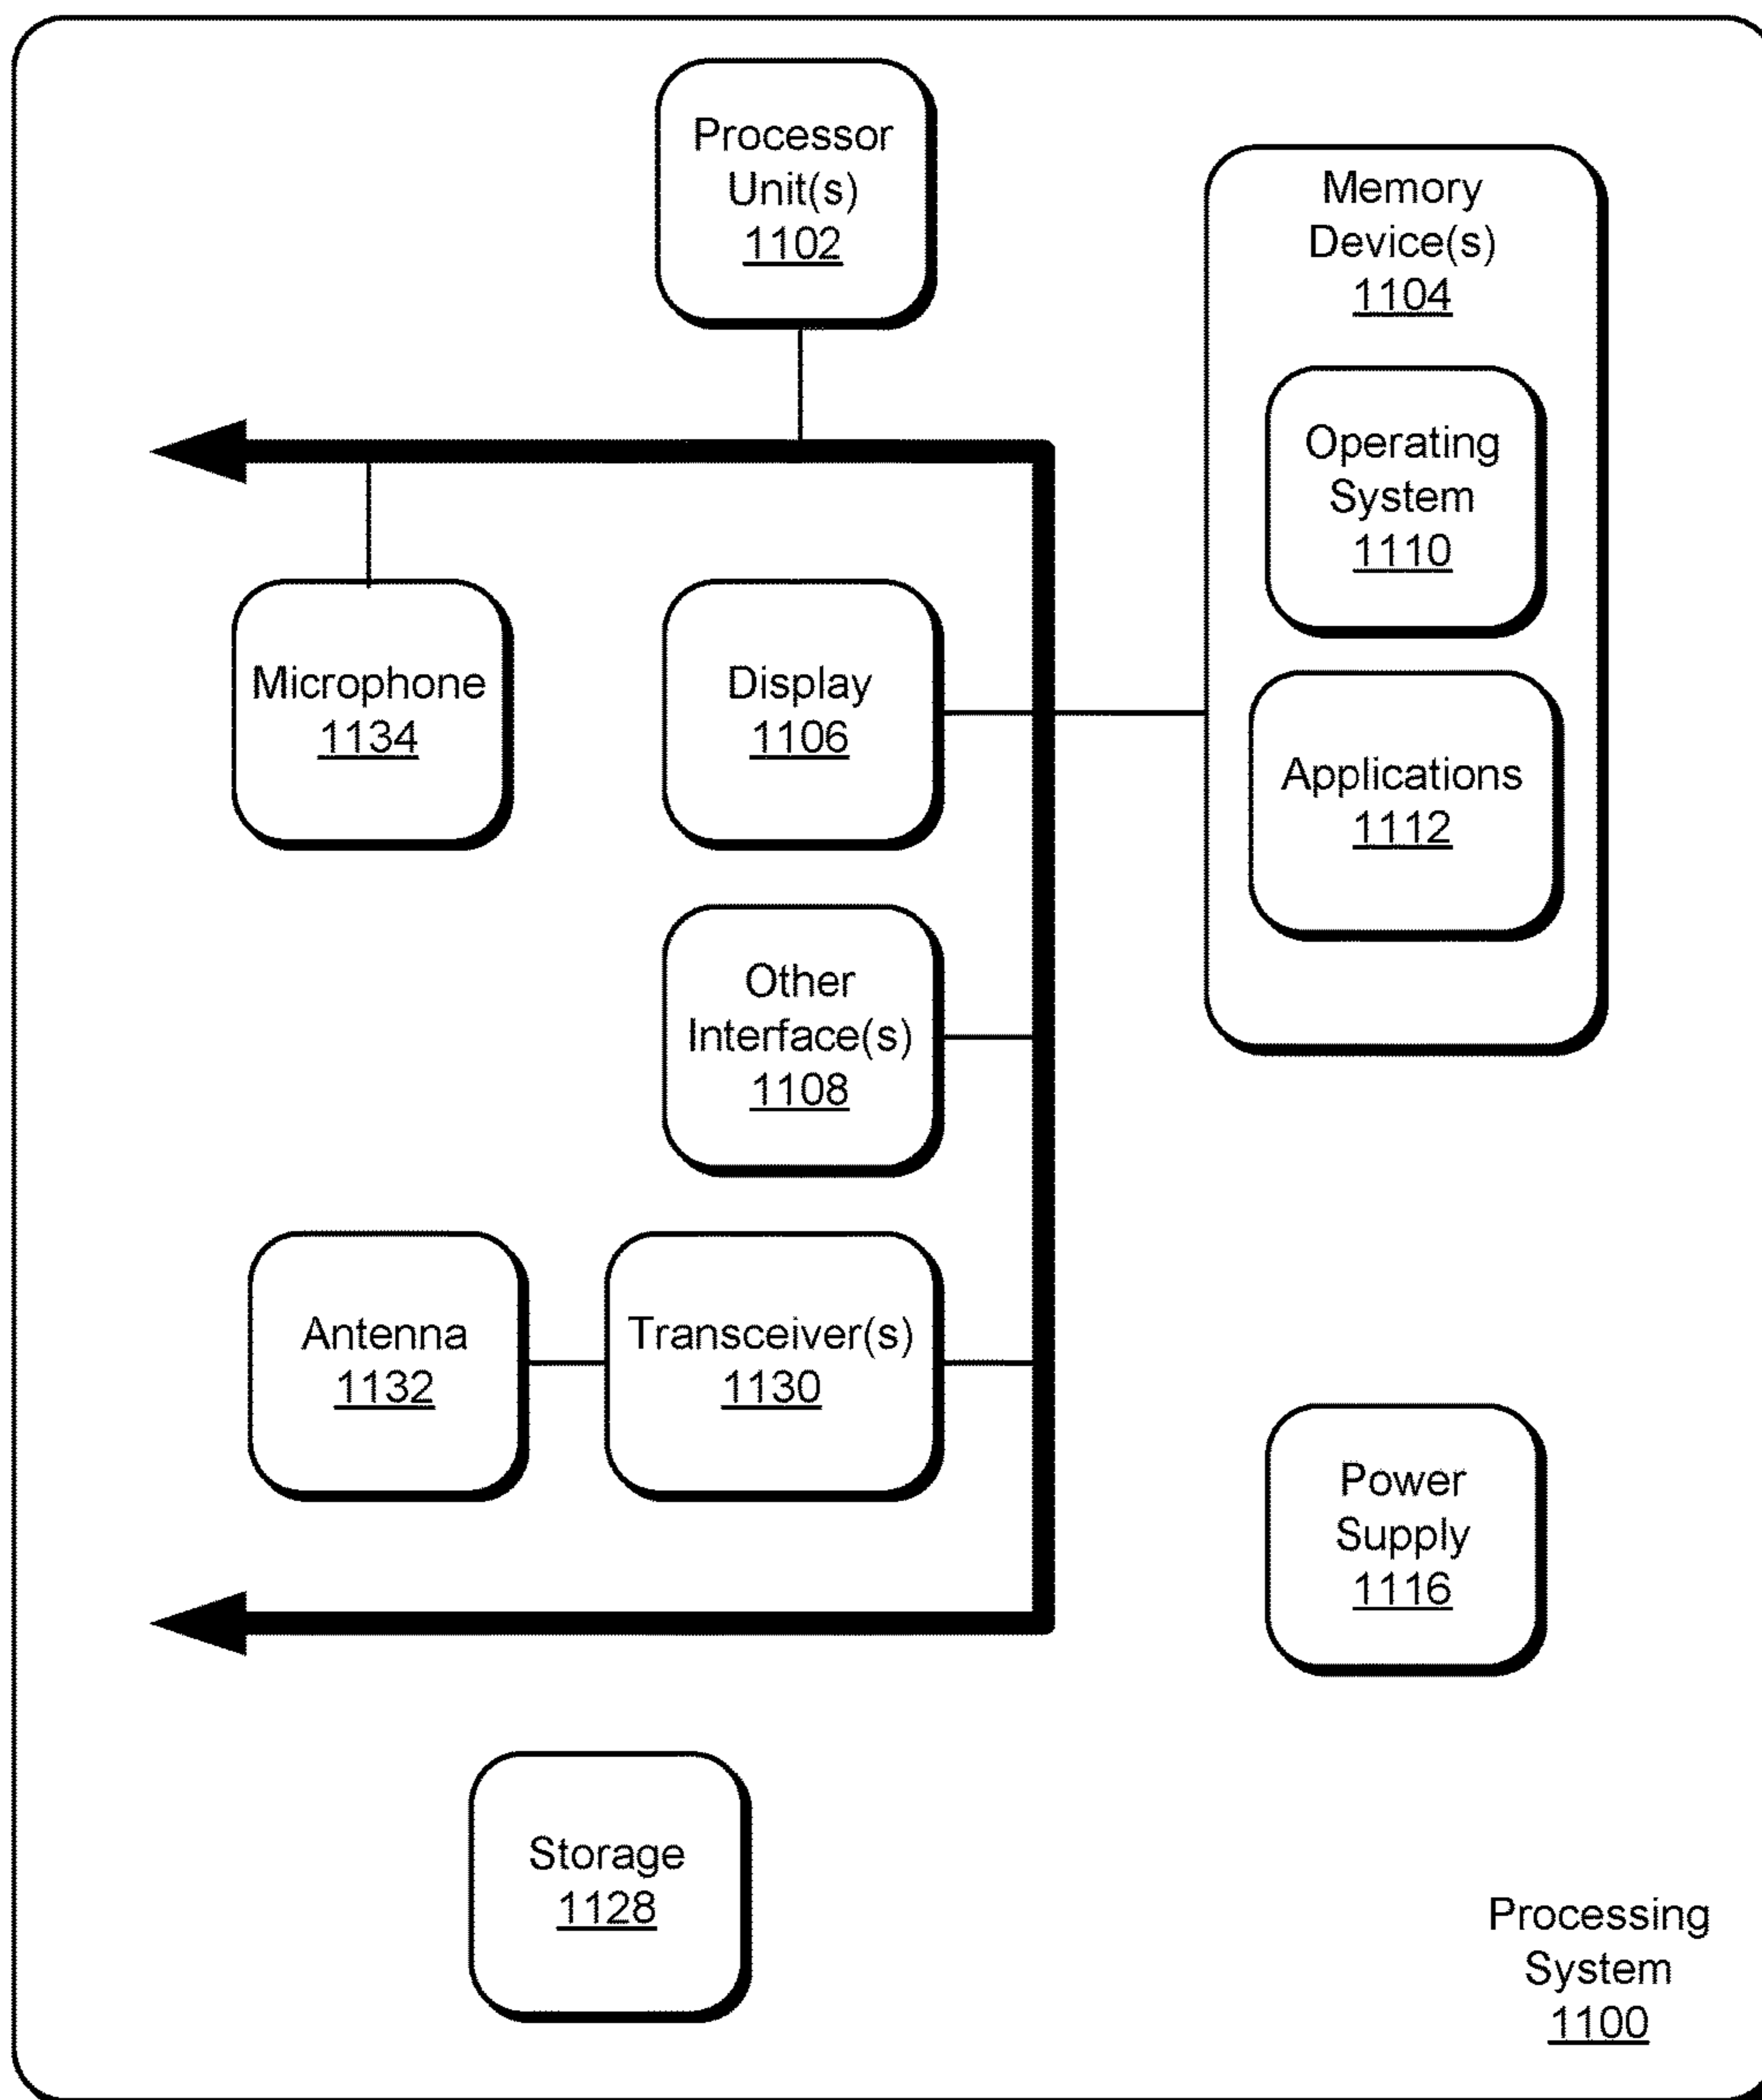 Processor
Unit(s)
1102
Memory
Device(s)
1104
Operating
System
1110
Microphone
1134
Display
1106
Applications
1112
Other
Interface(s)
1108
Antenna
1132
Transceiver(s)
1130
Power
Supply
1116
Storage
1128
Processing
System
1100